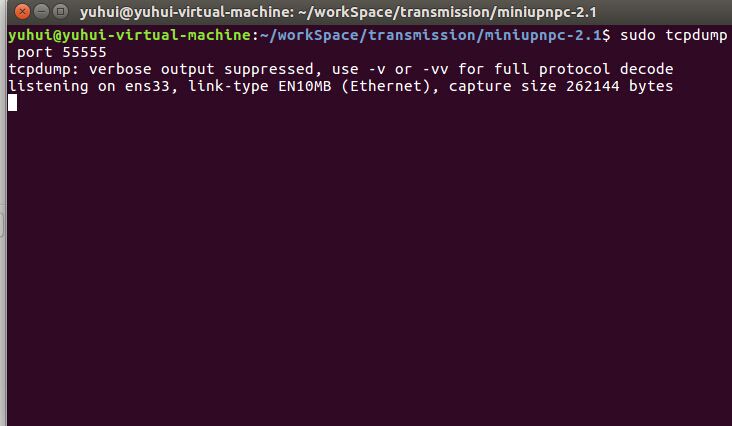 yuhui@yuhui-virtual-machine: ~/workSpace/transmission/miniupnpc-2.1
yuhui@yuhui-virtual-machine:~/workSpace/transmission/miniupnpc-2.1$ sudo tcpdump
 port 55555
tcpdump: verbose output suppressed, use -v or -vv for full protocol decode
listening on ens33, link-type EN10MB (Ethernet), capture size 262144 bytes